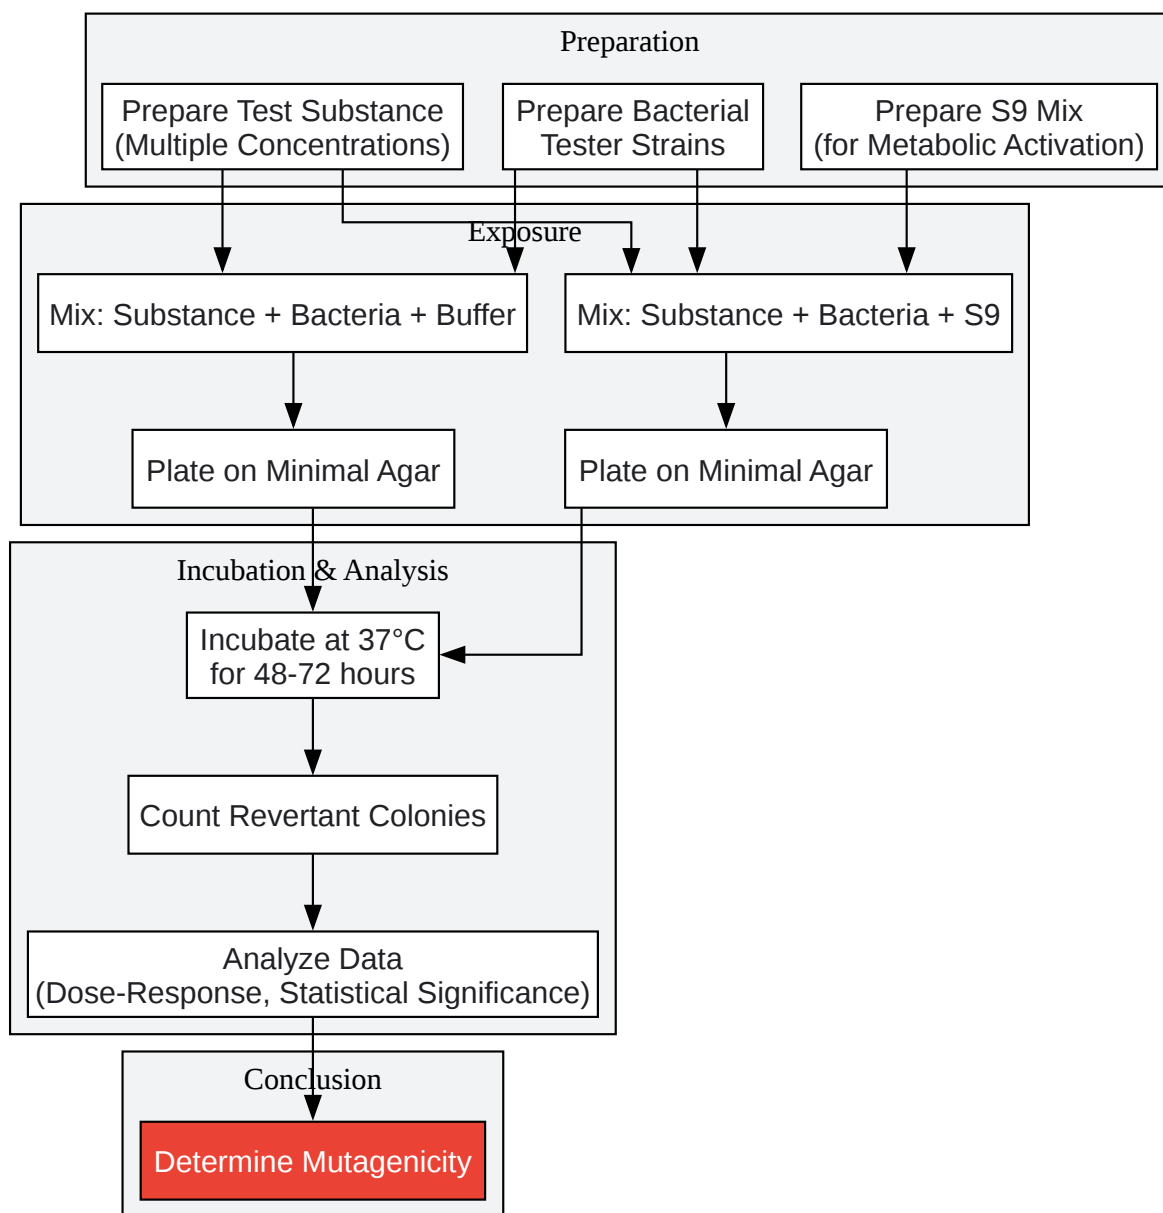 Preparation
Prepare Test Substance
(Multiple Concentrations)
Prepare Bacterial
Tester Strains
Prepare S9 Mix
(for Metabolic Activation)
Exposure
Mix: Substance + Bacteria + Buffer
Mix: Substance + Bacteria + S9
Plate on Minimal Agar
Plate on Minimal Agar
Incubation & Analysis
Incubate at 37°C
for 48-72 hours
Count Revertant Colonies
Analyze Data
(Dose-Response, Statistical Significance)
Conclusion
Determine Mutagenicity